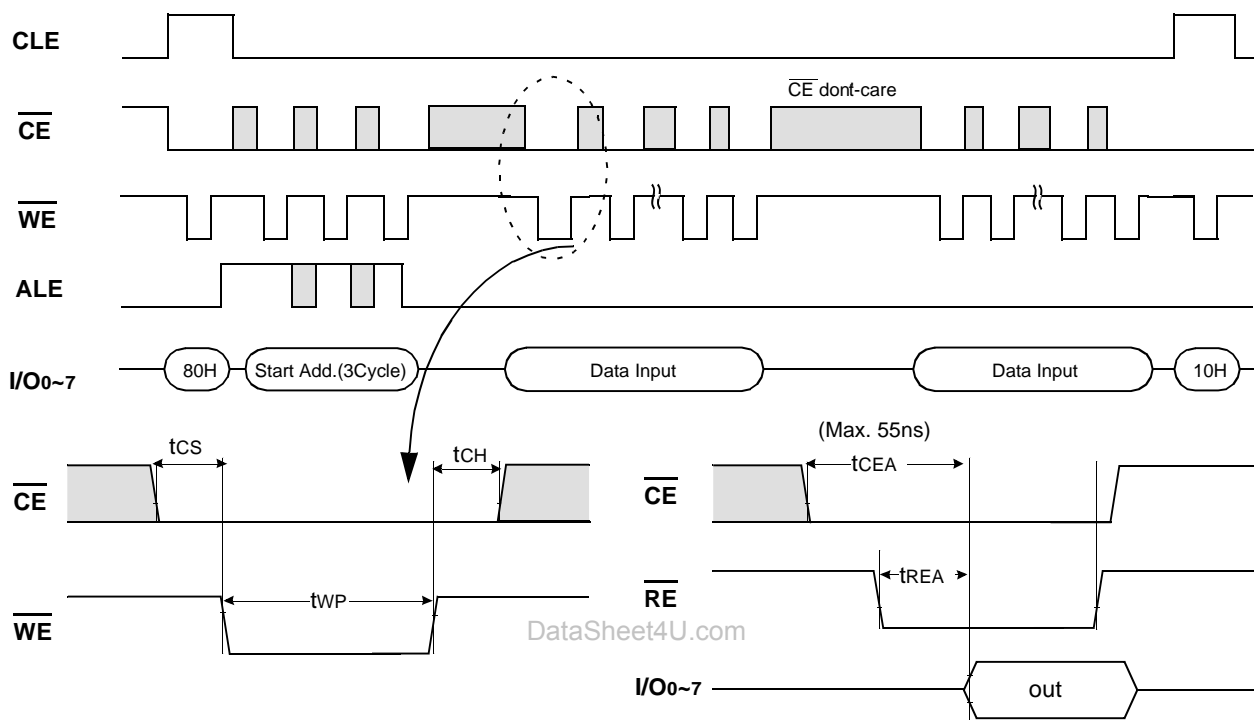 CLE
CE dont-care
CE
WE
ALE
I/O0~7
80H
Start Add.(3Cycle)
Data Input
Data Input
10H
tCS
tCH
CE
tWP
WE
(Max. 55ns)
tCEA
CE
tREA
RE
I/O0~7
out
DataSheet4U.com